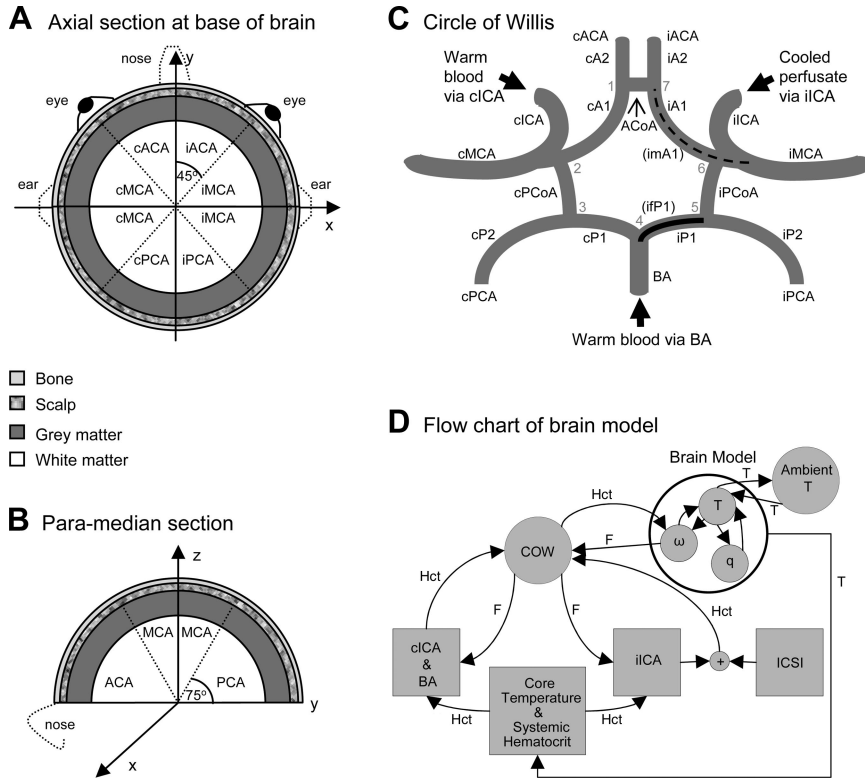 A Axial section at base of brain
nose
y
eye
eye
cACA iACA
45º
ear
cMCA iMCA
ear
cMCA iMCA
x
cPCA iPCA
Bone
Scalp
Grey matter
White matter
B Para-median section
z
MCA MCA
ACA
PCA
75º
y
nose
x
C Circle of Willis
cACA iACA
cA2 iA2
Warm
blood
via cICA
Cooled
perfusate
via iICA
1 7
cA1 iA1
ACoA
cICA
iICA
(imA1)
cMCA
iMCA
2 6
cPCoA
iPCoA
(ifP1)
3 4 5
cP2
cP1
iP1
iP2
BA
cPCA
iPCA
Warm blood via BA
D Flow chart of brain model
Brain Model
T
Ambient
T
Hct
T
T
ω
F
q
COW
Hct
F
F
Hct
T
cICA
&
BA
iICA
+
ICSI
Core
Temperature
&
Systemic
Hematocrit
Hct
Hct